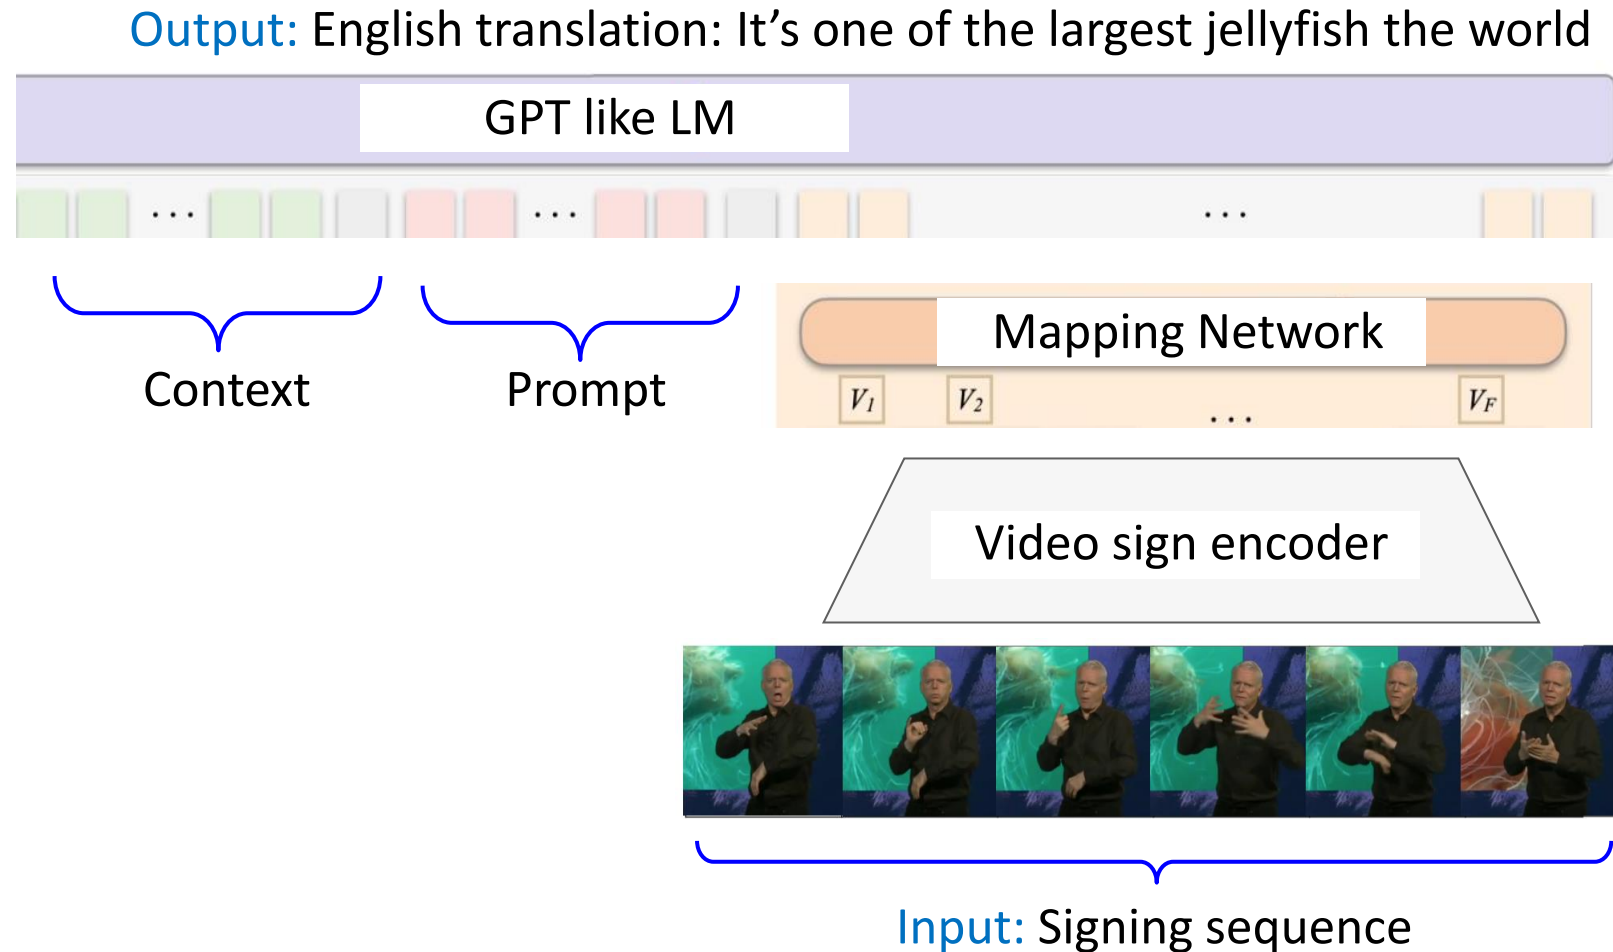 Output: English translation: It’s one of the largest jellyfish the world
GPT like LM
... ... ...
Context
Prompt
Mapping Network
V1 V2 ... VF
Video sign encoder
Input: Signing sequence